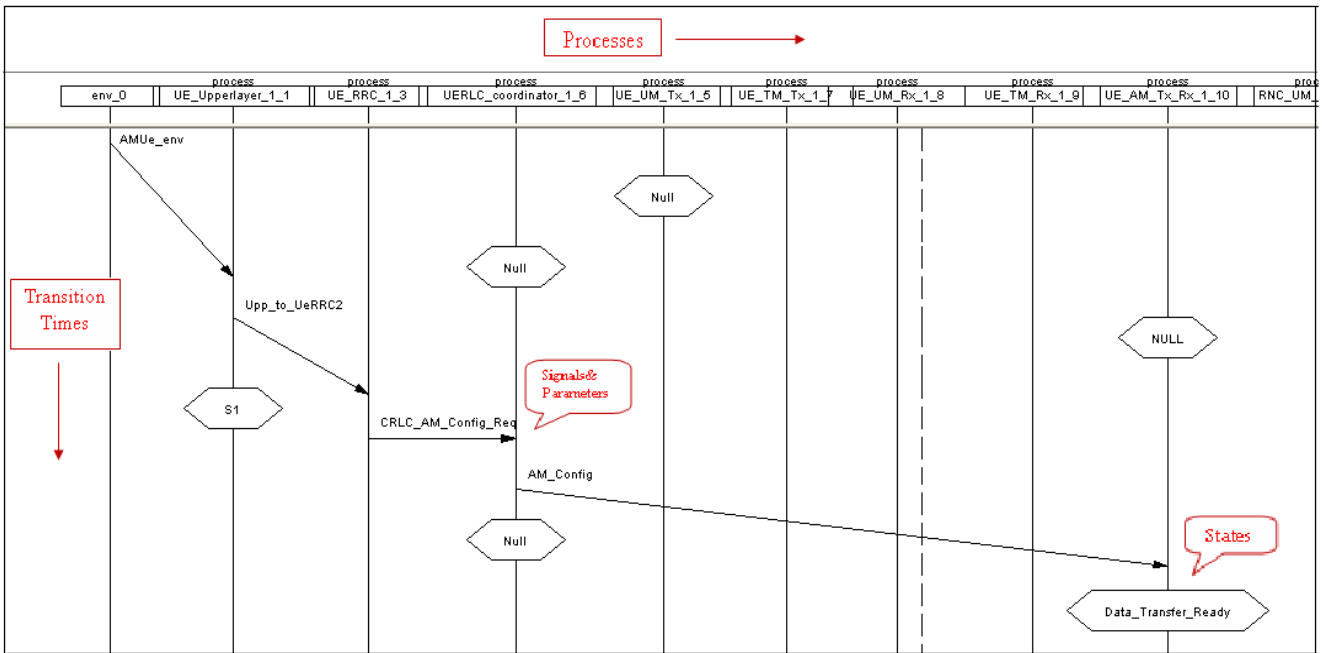 Processes
process process process process process process process process proc
env_0 UE_Upperlayer_1_1 UE_RRC_1_3 UERLC_coordinator_1_6 UE_UM_Tx_1_5 UE_TM_Tx_1_7 UE_UM_Rx_1_8 UE_TM_Rx_1_9 UE_AM_Tx_Rx_1_10 RNC_UM_
AMUe_env
Null
Null
Transition
Times
Upp_to_UeRRC2
NULL
Signals&
Parameters
S1
CRLC_AM_Config_Req
AM_Config
States
Null
Data_Transfer_Ready